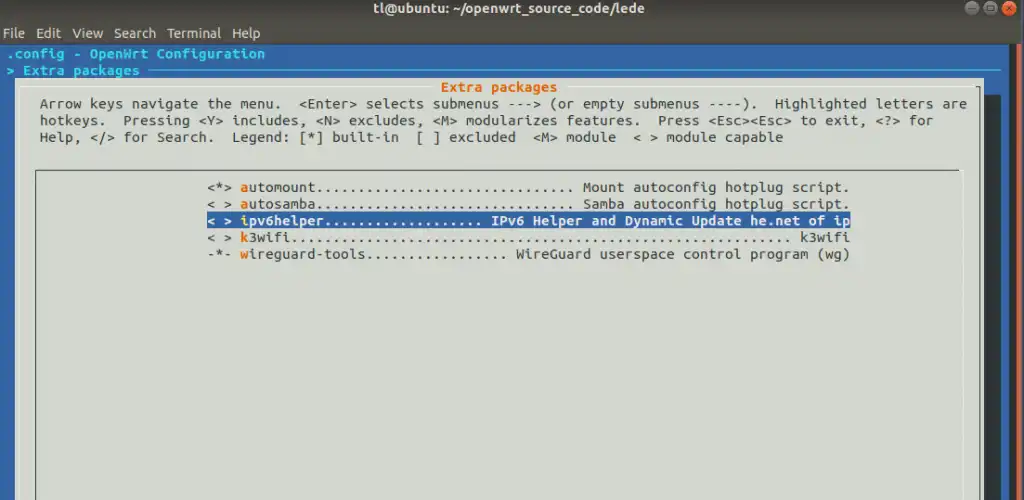 tl@ubuntu: ~/openwrt_source_code/lede
File Edit View Search Terminal Help
.config - OpenWrt Configuration
> Extra packages
Extra packages
Arrow keys navigate the menu. <Enter> selects submenus ---> (or empty submenus ----). Highlighted letters are
hotkeys. Pressing <Y> includes, <N> excludes, <M> modularizes features. Press <Esc><Esc> to exit, <?> for
Help, </> for Search. Legend: [*] built-in [ ] excluded <M> module < > module capable
<*> automount............................... Mount autoconfig hotplug script.
< > autosamba............................... Samba autoconfig hotplug script.
< > ipv6helper................... IPv6 Helper and Dynamic Update he.net of ip
< > k3wifi............................................................. k3wifi
-*- wireguard-tools................. WireGuard userspace control program (wg)